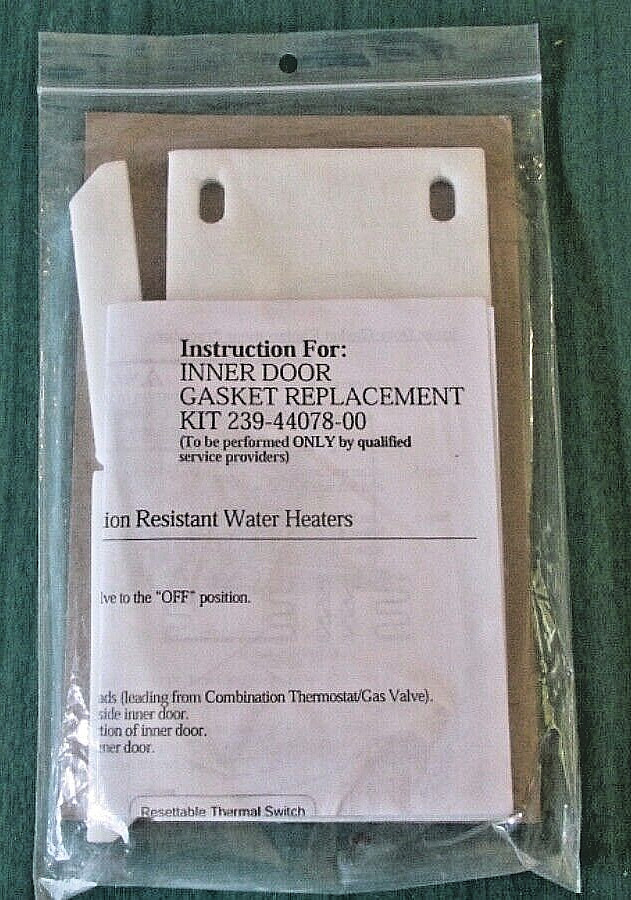 Instruction For:
INNER DOOR
GASKET REPLACEMENT
KIT 239-44078-00
(To be performed ONLY by qualified
service providers)
ion Resistant Water Heaters
lve to the "OFF" position.
ads (leading from Combination Thermostat/Gas Valve).
side inner door.
tion of inner door.
ner door.
Resettable Thermal Switch